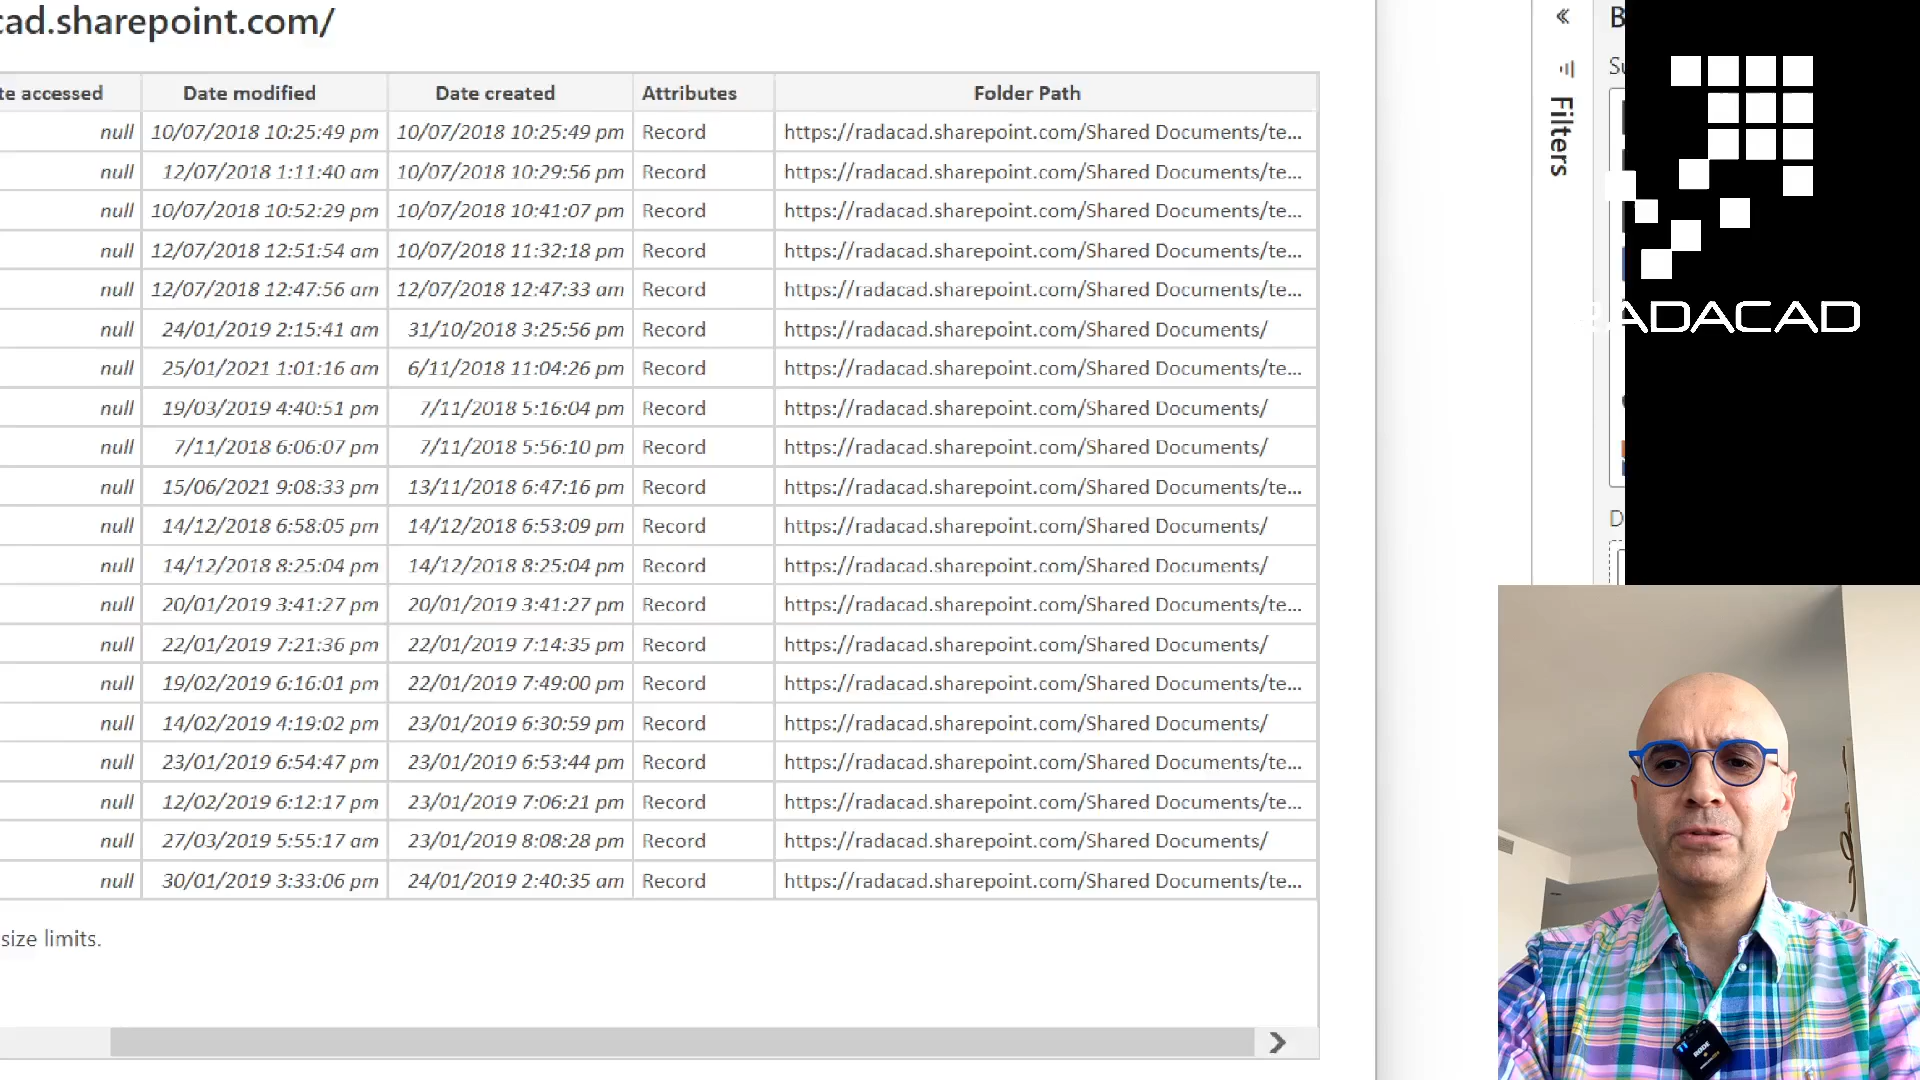 cad.sharepoint.com/
te accessed Date modified Date created Attributes Folder Path
null 10/07/2018 10:25:49 pm 10/07/2018 10:25:49 pm Record https://radacad.sharepoint.com/Shared Documents/te...
null 12/07/2018 1:11:40 am 10/07/2018 10:29:56 pm Record https://radacad.sharepoint.com/Shared Documents/te...
null 10/07/2018 10:52:29 pm 10/07/2018 10:41:07 pm Record https://radacad.sharepoint.com/Shared Documents/te...
null 12/07/2018 12:51:54 am 10/07/2018 11:32:18 pm Record https://radacad.sharepoint.com/Shared Documents/te...
null 12/07/2018 12:47:56 am 12/07/2018 12:47:33 am Record https://radacad.sharepoint.com/Shared Documents/te...
null 24/01/2019 2:15:41 am 31/10/2018 3:25:56 pm Record https://radacad.sharepoint.com/Shared Documents/
null 25/01/2021 1:01:16 am 6/11/2018 11:04:26 pm Record https://radacad.sharepoint.com/Shared Documents/te...
null 19/03/2019 4:40:51 pm 7/11/2018 5:16:04 pm Record https://radacad.sharepoint.com/Shared Documents/
null 7/11/2018 6:06:07 pm 7/11/2018 5:56:10 pm Record https://radacad.sharepoint.com/Shared Documents/
null 15/06/2021 9:08:33 pm 13/11/2018 6:47:16 pm Record https://radacad.sharepoint.com/Shared Documents/te...
null 14/12/2018 6:58:05 pm 14/12/2018 6:53:09 pm Record https://radacad.sharepoint.com/Shared Documents/
null 14/12/2018 8:25:04 pm 14/12/2018 8:25:04 pm Record https://radacad.sharepoint.com/Shared Documents/
null 20/01/2019 3:41:27 pm 20/01/2019 3:41:27 pm Record https://radacad.sharepoint.com/Shared Documents/te...
null 22/01/2019 7:21:36 pm 22/01/2019 7:14:35 pm Record https://radacad.sharepoint.com/Shared Documents/
null 19/02/2019 6:16:01 pm 22/01/2019 7:49:00 pm Record https://radacad.sharepoint.com/Shared Documents/te...
null 14/02/2019 4:19:02 pm 23/01/2019 6:30:59 pm Record https://radacad.sharepoint.com/Shared Documents/
null 23/01/2019 6:54:47 pm 23/01/2019 6:53:44 pm Record https://radacad.sharepoint.com/Shared Documents/te...
null 12/02/2019 6:12:17 pm 23/01/2019 7:06:21 pm Record https://radacad.sharepoint.com/Shared Documents/te...
null 27/03/2019 5:55:17 am 23/01/2019 8:08:28 pm Record https://radacad.sharepoint.com/Shared Documents/
null 30/01/2019 3:33:06 pm 24/01/2019 2:40:35 am Record https://radacad.sharepoint.com/Shared Documents/te...
size limits.
Filters
RADACAD
RODE